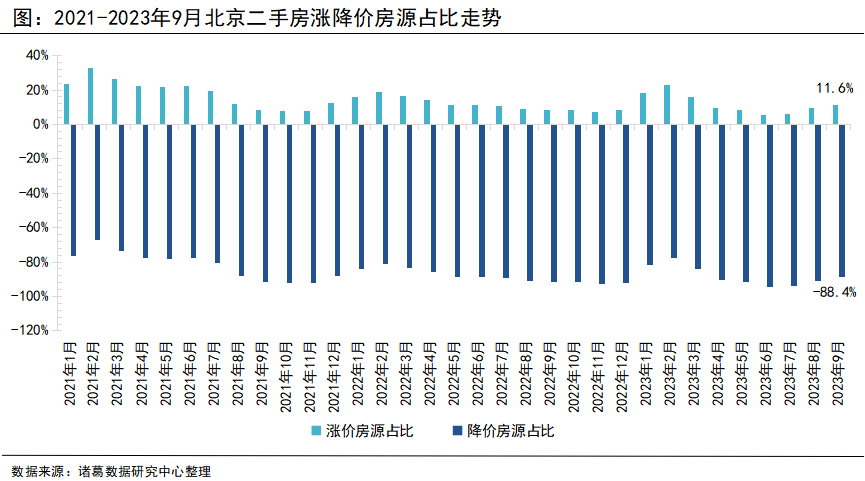 图：2021-2023年9月北京二手房涨降价房源占比走势
40%
20%
0%
-20%
-40%
-60%
-80%
-100%
-120%
11.6%
-88.4%
2021年1月
2021年2月
2021年3月
2021年4月
2021年5月
2021年6月
2021年7月
2021年8月
2021年9月
2021年10月
2021年11月
2021年12月
2022年1月
2022年2月
2022年3月
2022年4月
2022年5月
2022年6月
2022年7月
2022年8月
2022年9月
2022年10月
2022年11月
2022年12月
2023年1月
2023年2月
2023年3月
2023年4月
2023年5月
2023年6月
2023年7月
2023年8月
2023年9月
涨价房源占比
降价房源占比
数据来源：诸葛数据研究中心整理